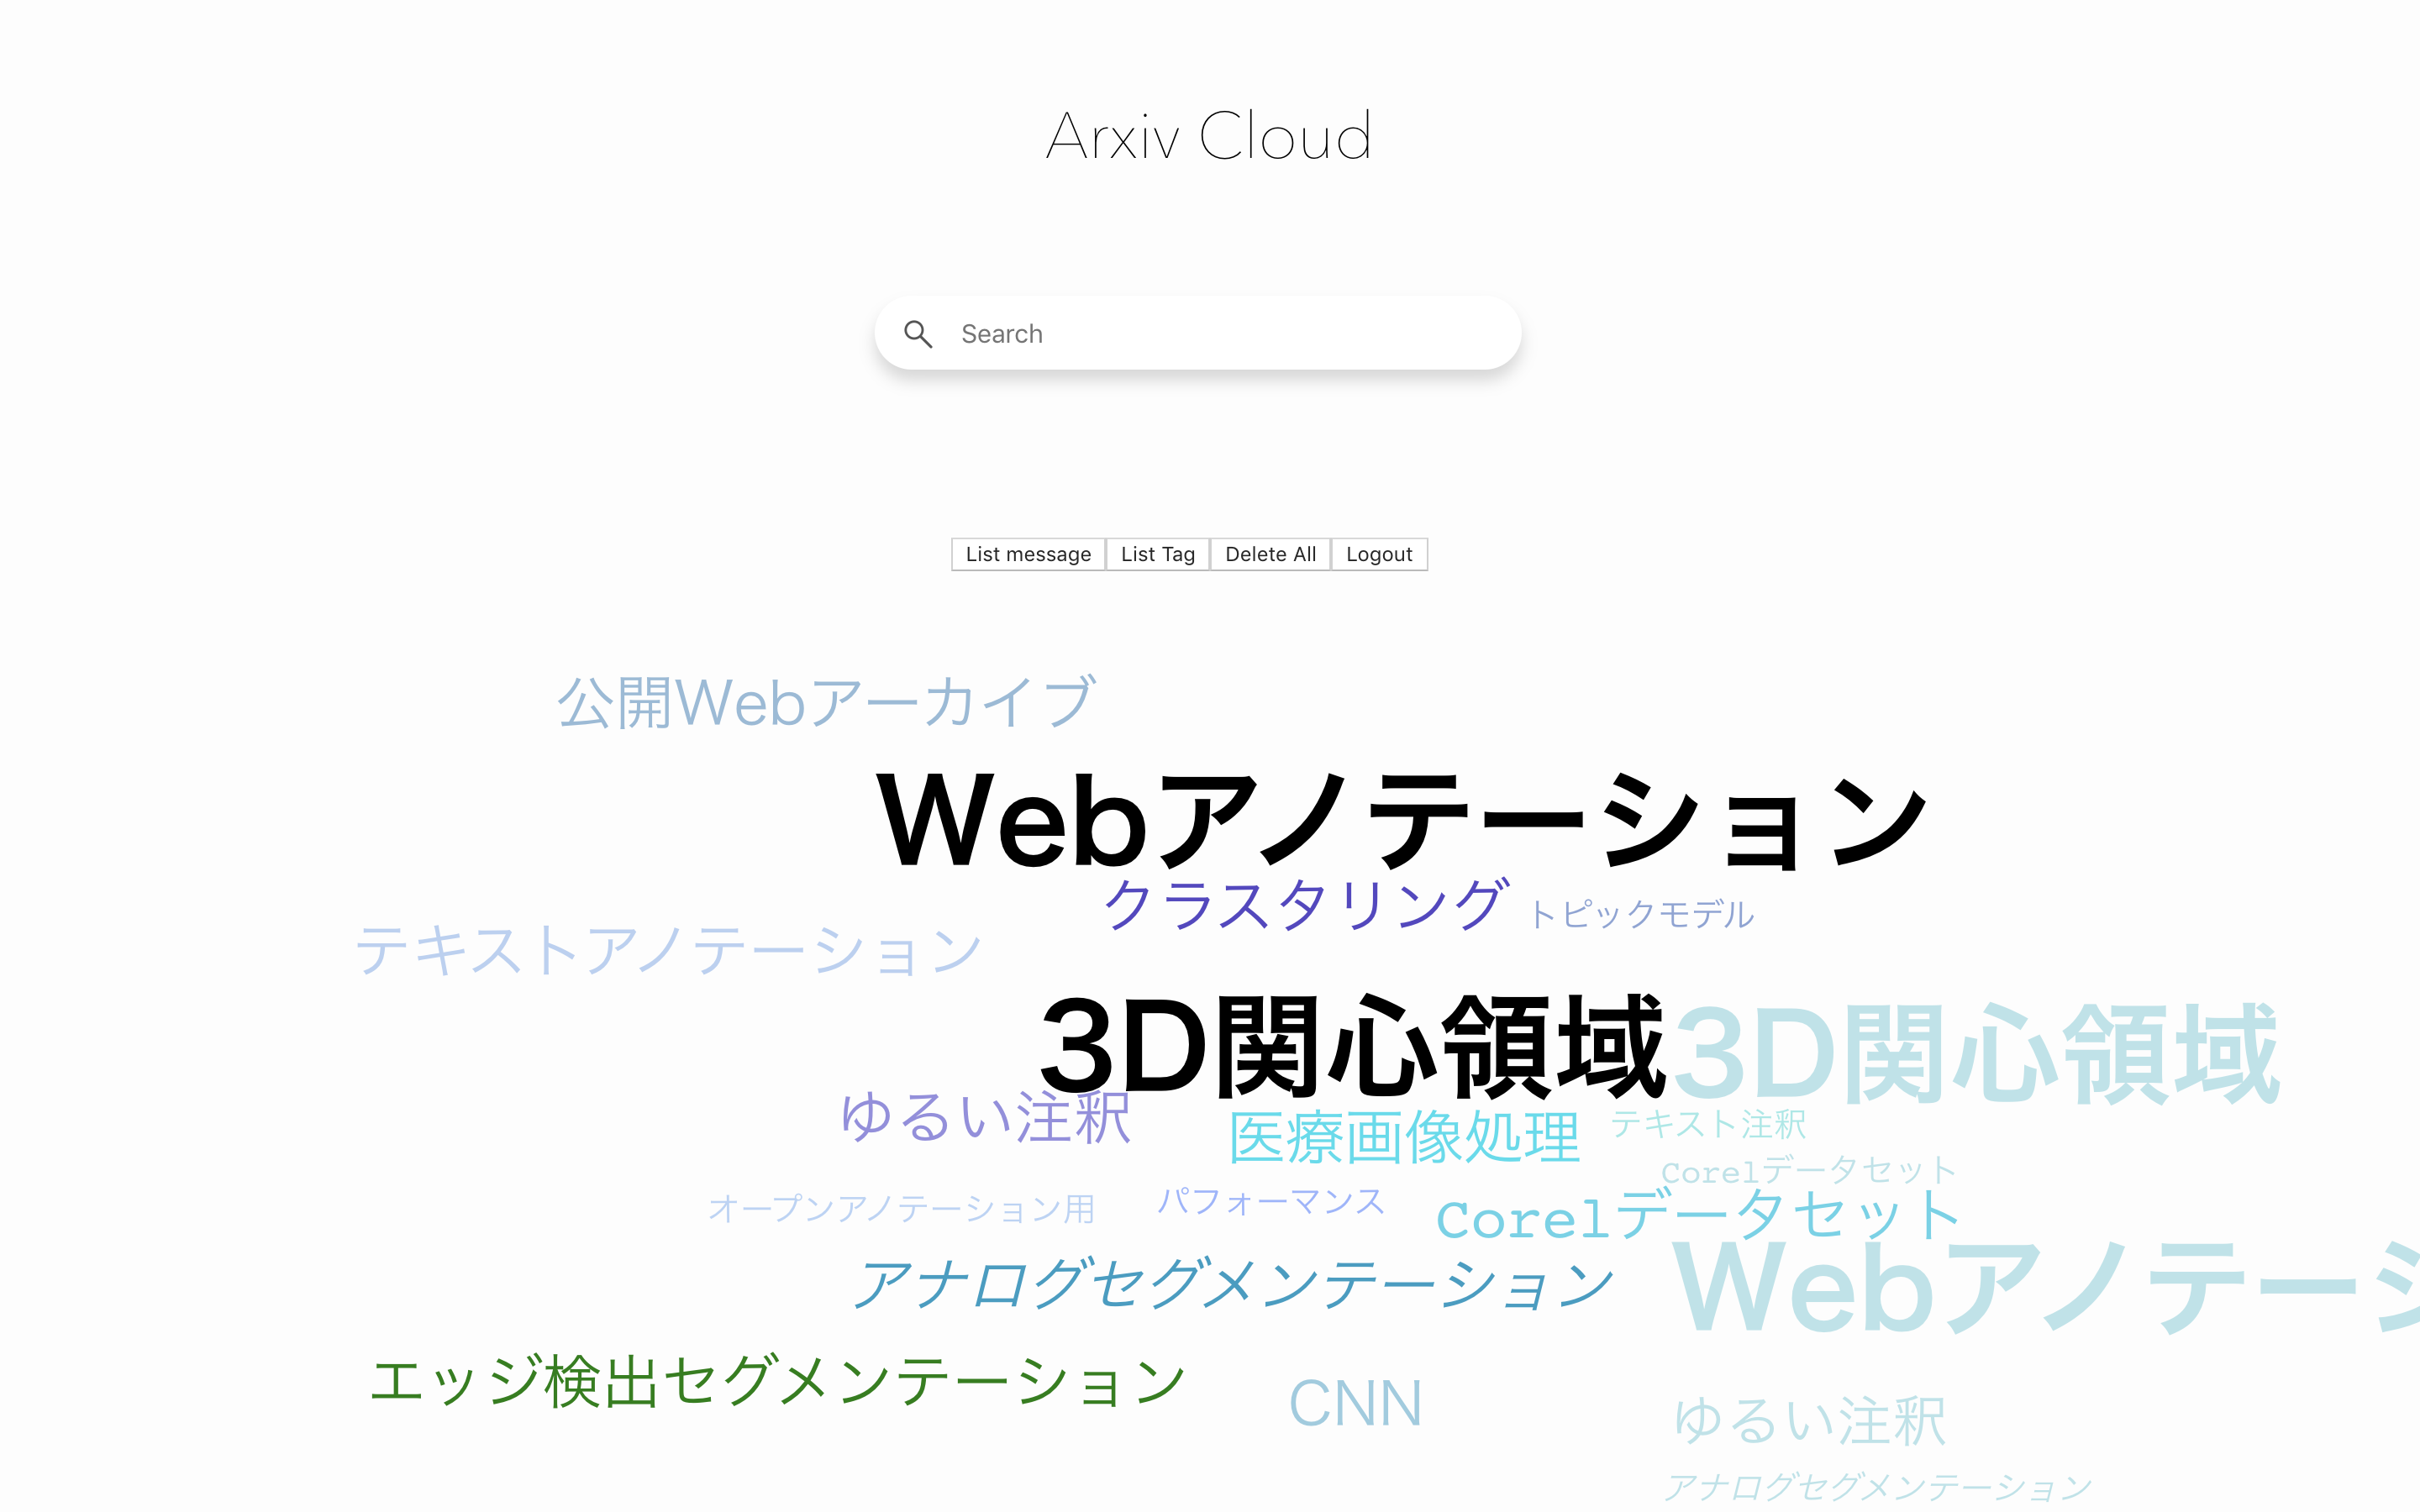 Arxiv Cloud
Search
List message
List Tag
Delete All
Logout
公開Webアーカイブ
Webアノテーション
クラスタリング
トピックモデル
テキストアノテーション
3D関心領域
3D関心領域
ゆるい注釈
医療画像処理
テキスト注釈
Corelデータセット
オープンアノテーション用
パフォーマンス
Corelデータセット
アナログセグメンテーション
Webアノテーシ
エッジ検出セグメンテーション
CNN
ゆるい注釈
アナログセグメンテーション